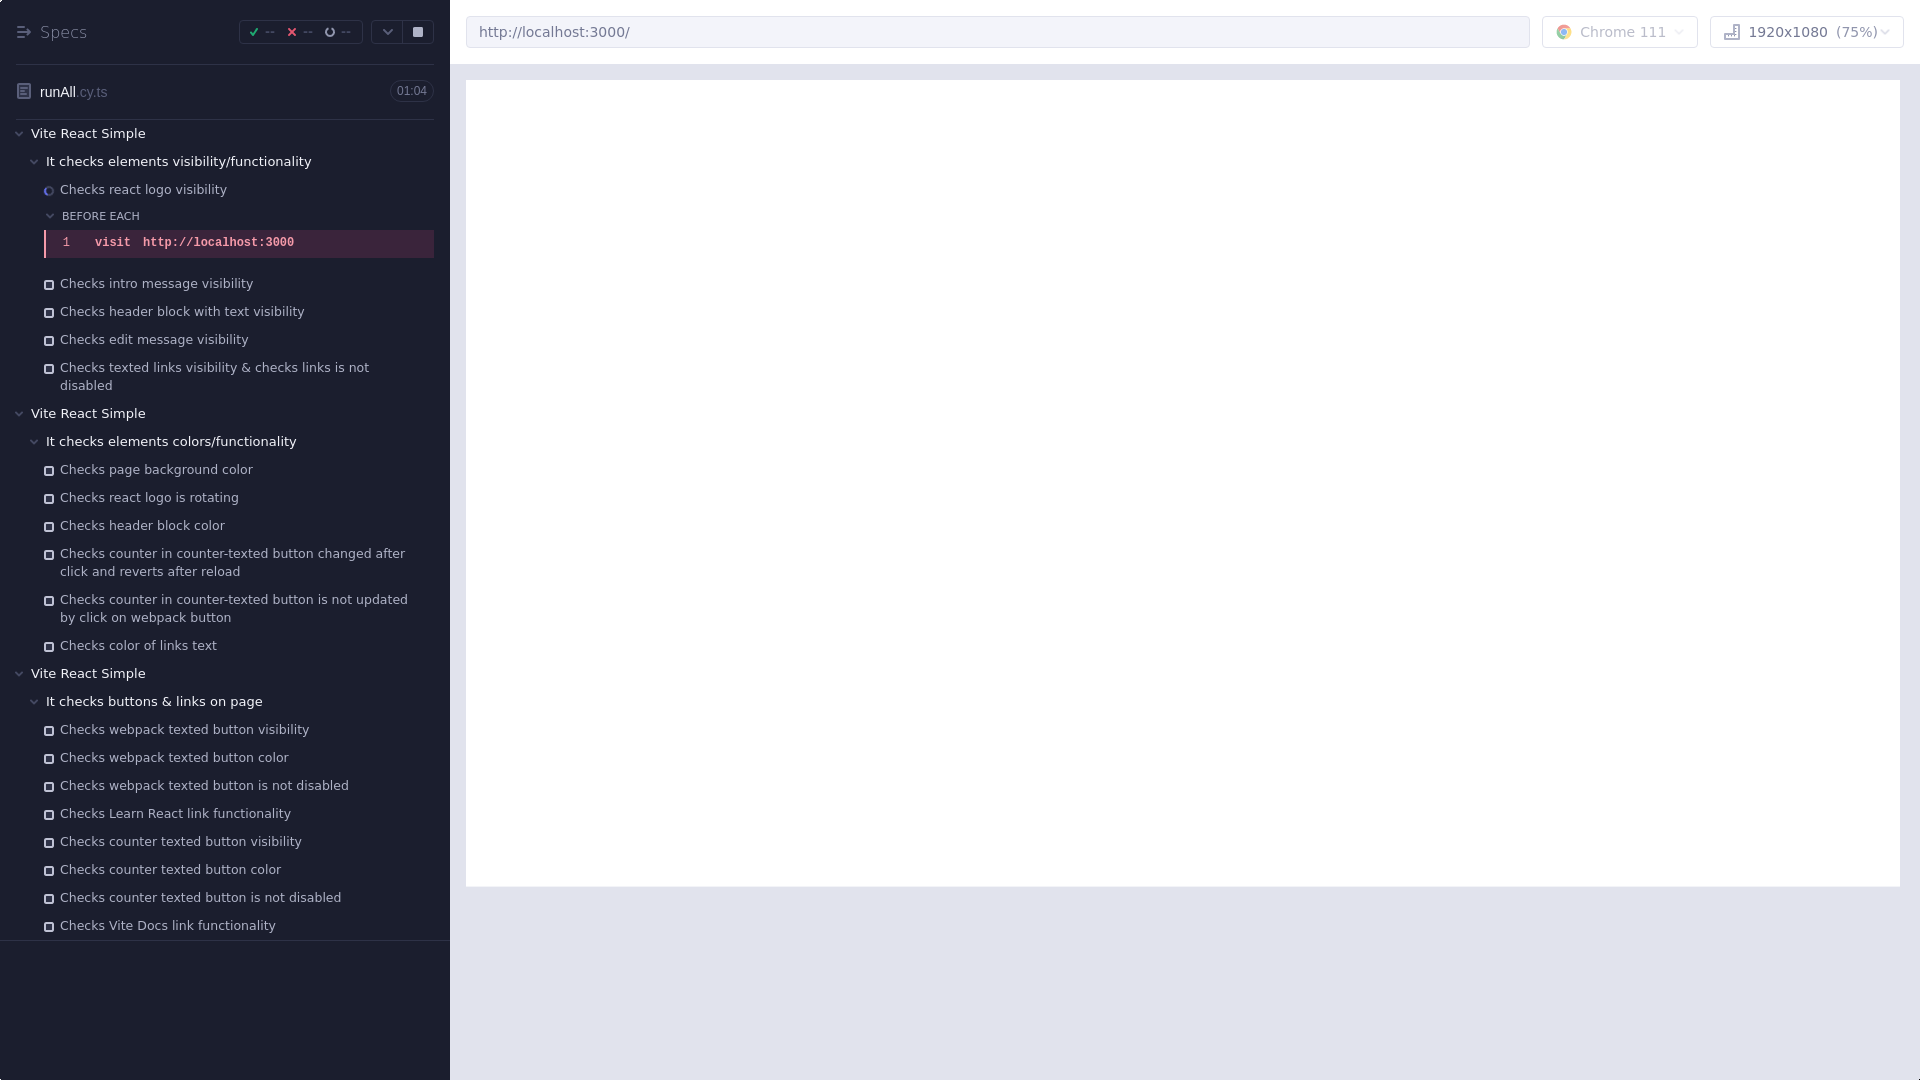 Specs
--
--
--
http://localhost:3000/
Chrome 111
1920x1080 (75%)
runAll.cy.ts
01:04
Vite React Simple
It checks elements visibility/functionality
Checks react logo visibility
BEFORE EACH
1 visit http://localhost:3000
Checks intro message visibility
Checks header block with text visibility
Checks edit message visibility
Checks texted links visibility & checks links is not
disabled
Vite React Simple
It checks elements colors/functionality
Checks page background color
Checks react logo is rotating
Checks header block color
Checks counter in counter-texted button changed after
click and reverts after reload
Checks counter in counter-texted button is not updated
by click on webpack button
Checks color of links text
Vite React Simple
It checks buttons & links on page
Checks webpack texted button visibility
Checks webpack texted button color
Checks webpack texted button is not disabled
Checks Learn React link functionality
Checks counter texted button visibility
Checks counter texted button color
Checks counter texted button is not disabled
Checks Vite Docs link functionality